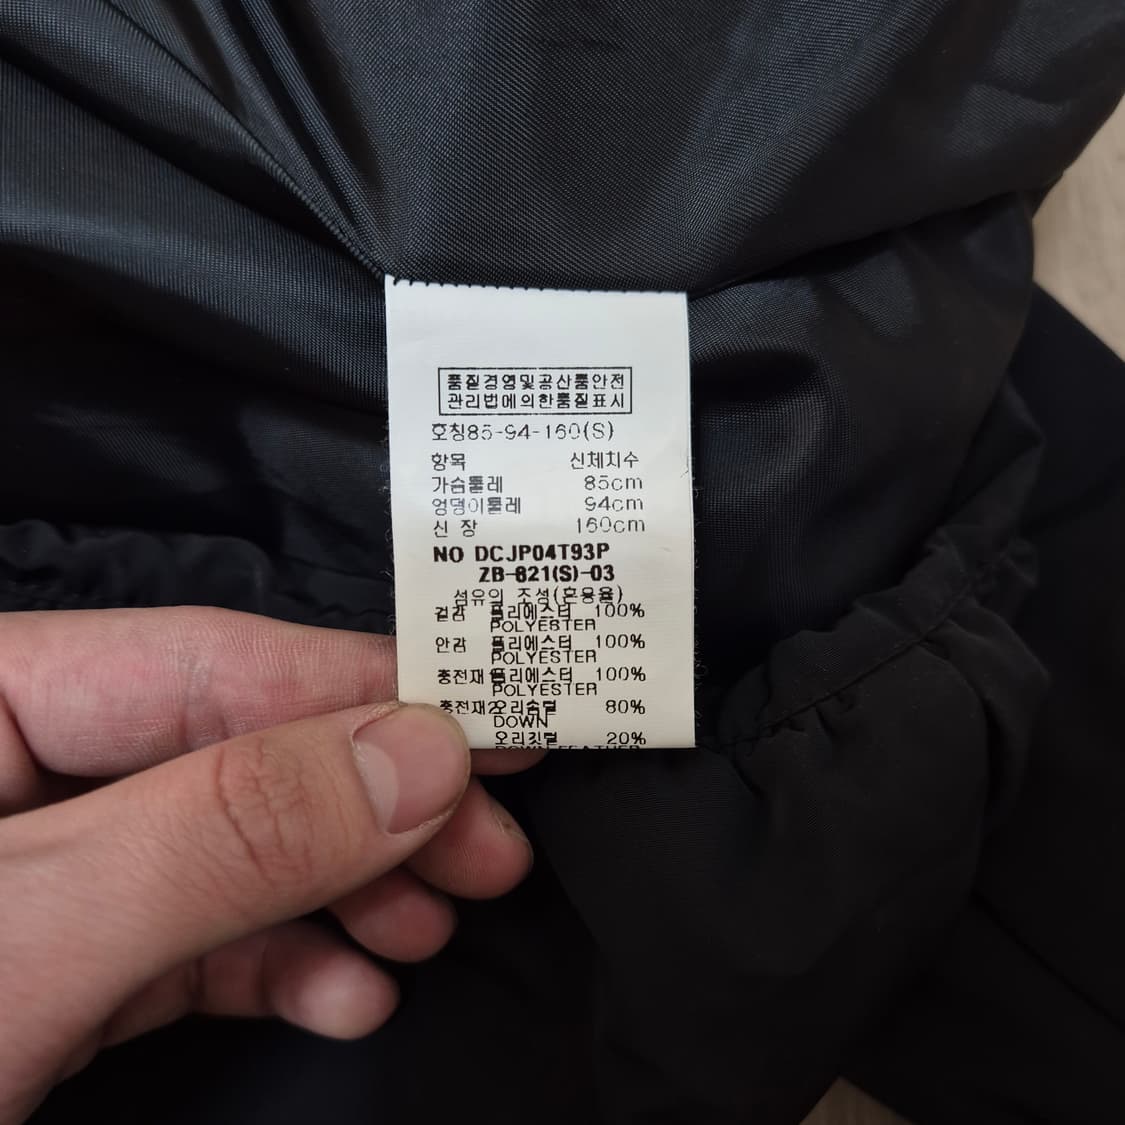 품질경영및공산품안전
관리법에의한품질표시
호칭85-94-160(S)
항목 신체치수
가슴둘레 85cm
엉덩이둘레 94cm
신 장 160cm
NO DCJP04T93P
ZB-821(S)-03
섬유의 조성(혼용율)
겉감 폴리에스터 100%
POLYESTER
안감 폴리에스터 100%
POLYESTER
충전재1폴리에스터 100%
POLYESTER
충전재2오리솜털 80%
DOWN
오리깃털 20%
DOWN FEATHER